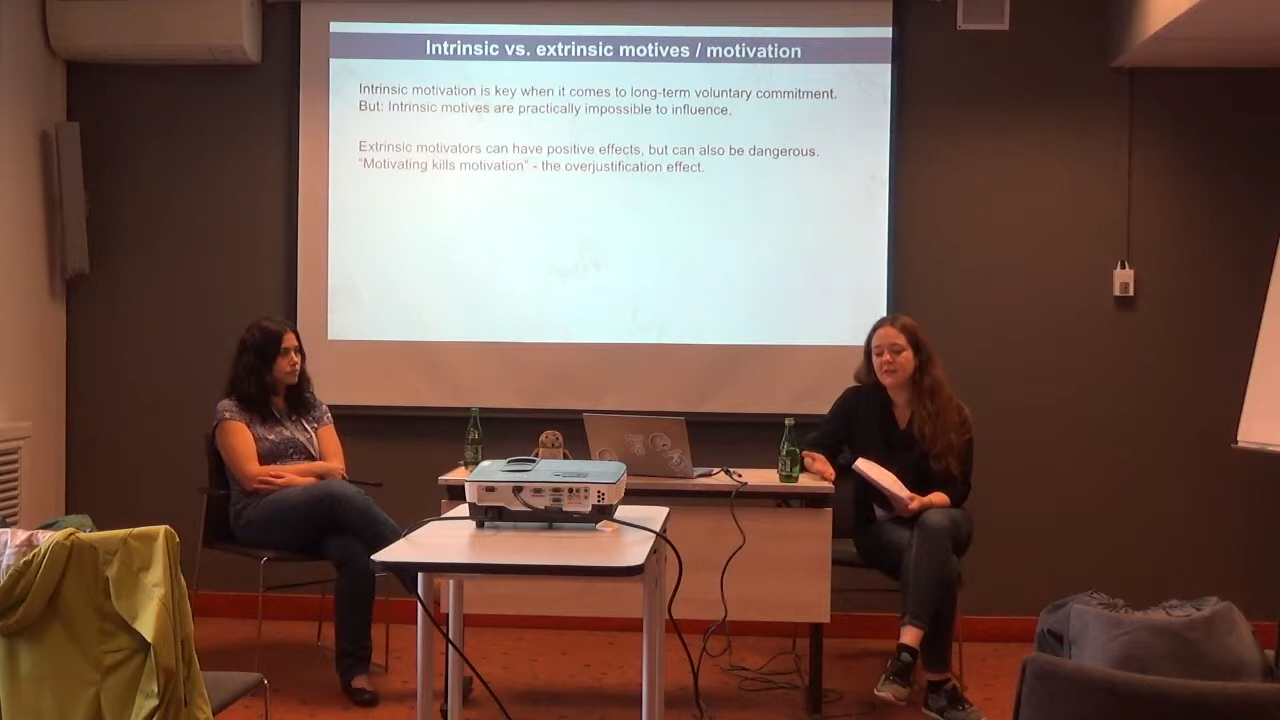 Intrinsic vs. extrinsic motives / motivation
Intrinsic motivation is key when it comes to long-term voluntary commitment.
But: Intrinsic motives are practically impossible to influence.
Extrinsic motivators can have positive effects, but can also be dangerous.
“Motivating kills motivation” - the overjustification effect.